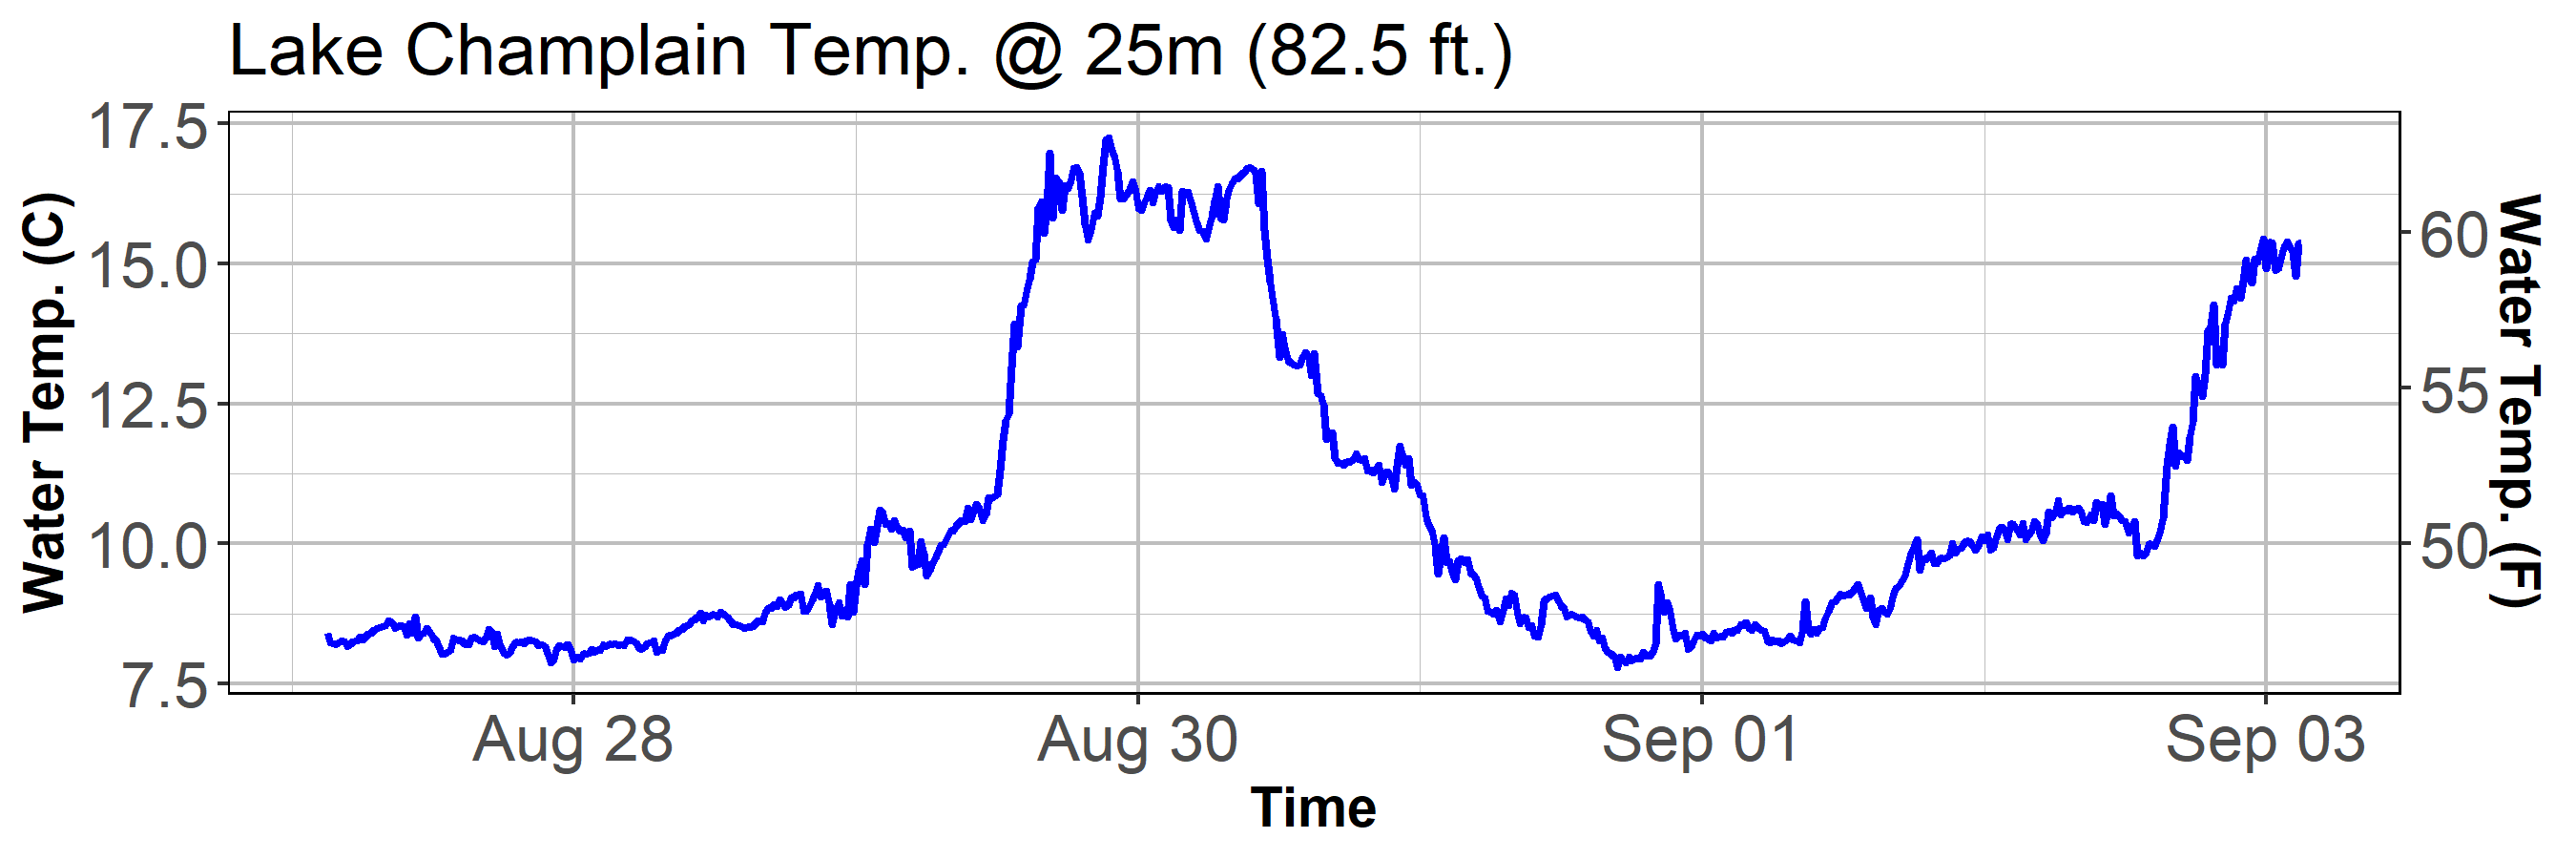 Lake Champlain Temp. @ 25m (82.5 ft.)
Water Temp. (C)
17.5
15.0
12.5
10.0
7.5
60
55
50
Water Temp. (F)
Aug 28
Aug 30
Sep 01
Sep 03
Time